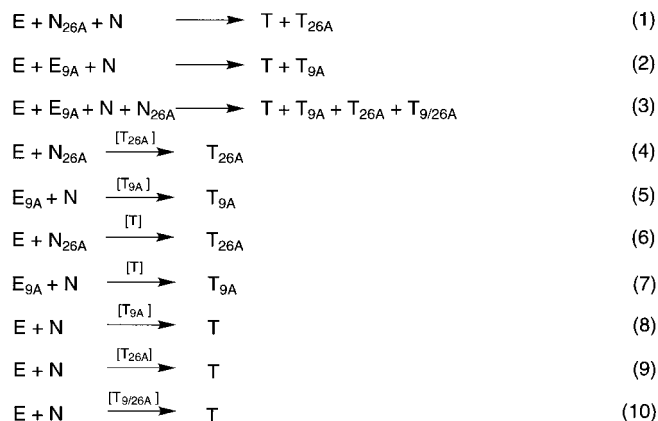 E + N₂₆ₐ + N ⟶ T + T₂₆ₐ (1)
E + E₉ₐ + N ⟶ T + T₉ₐ (2)
E + E₉ₐ + N + N₂₆ₐ ⟶ T + T₉ₐ + T₂₆ₐ + T₉/₂₆ₐ (3)
E + N₂₆ₐ [T₂₆ₐ] ⟶ T₂₆ₐ (4)
E₉ₐ + N [T₉ₐ] ⟶ T₉ₐ (5)
E + N₂₆ₐ [T] ⟶ T₂₆ₐ (6)
E₉ₐ + N [T] ⟶ T₉ₐ (7)
E + N [T₉ₐ] ⟶ T (8)
E + N [T₂₆ₐ] ⟶ T (9)
E + N [T₉/₂₆ₐ] ⟶ T (10)